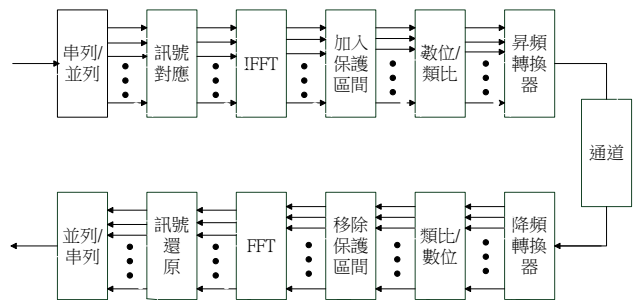 串列/
並列
訊號
對應
IFFT
加入
保護
區間
數位/
類比
昇頻
轉換
器
通道
並列/
串列
訊號
還
原
FFT
移除
保護
區間
類比/
數位
降頻
轉換
器